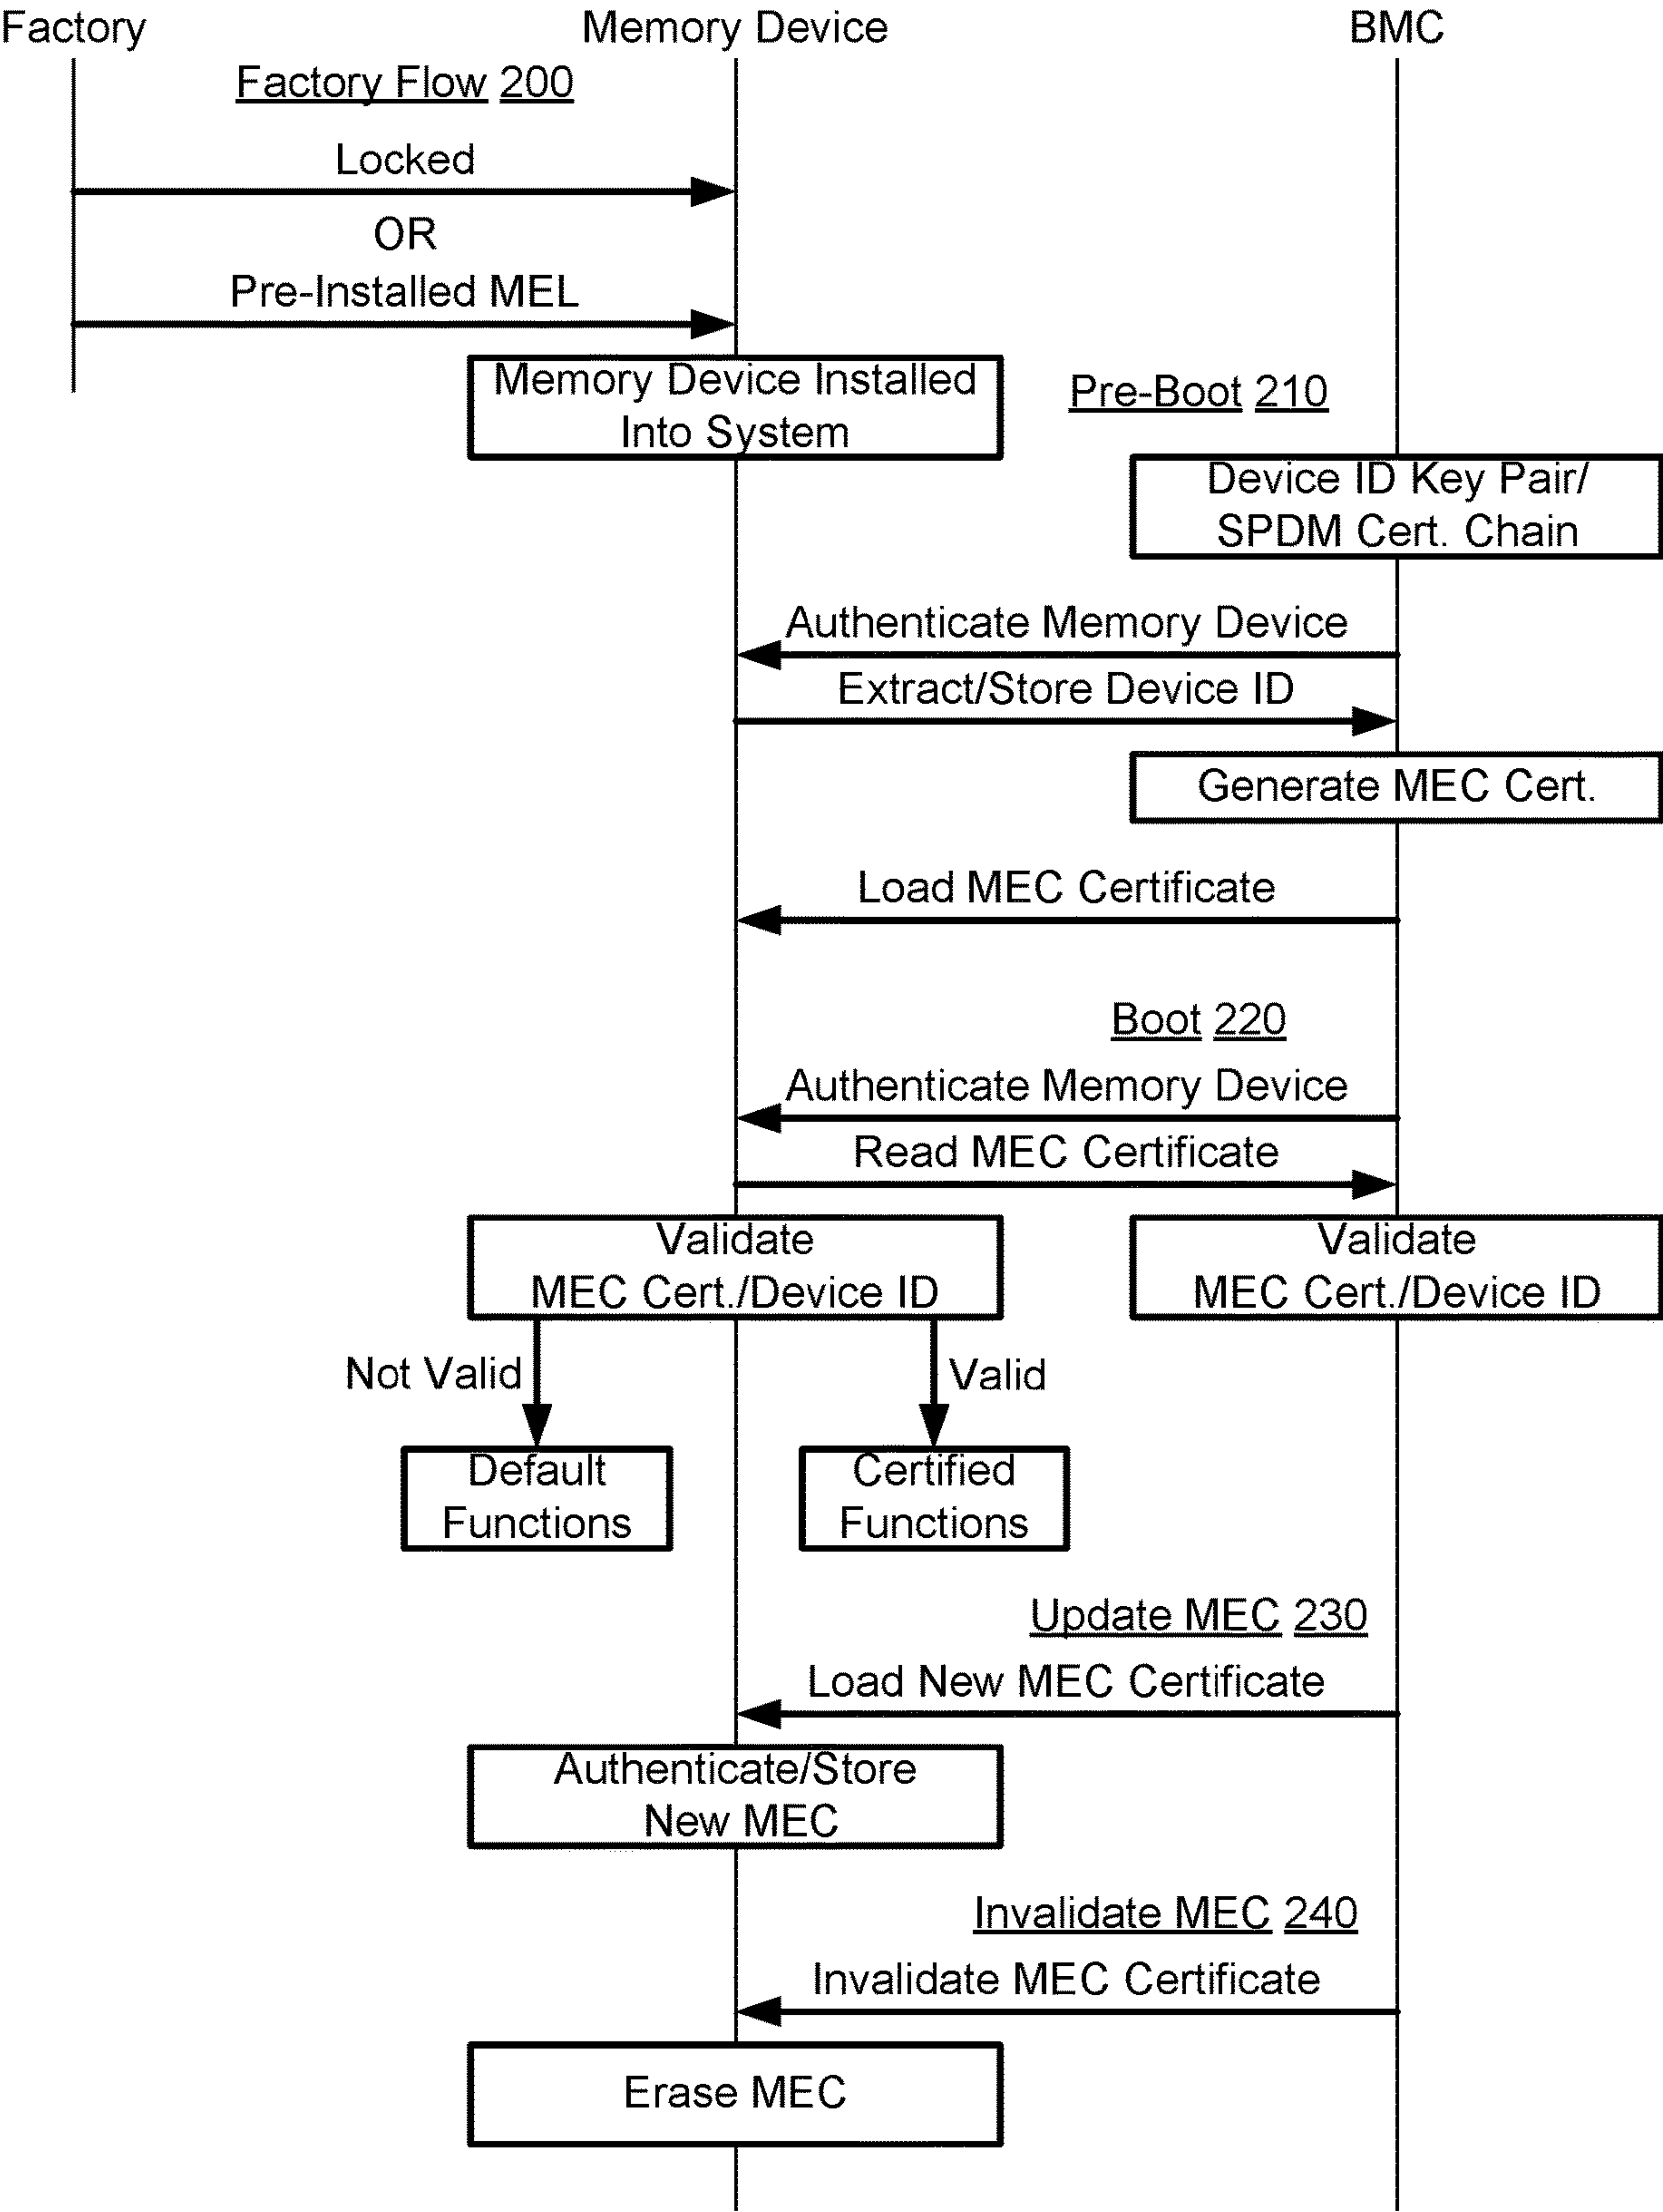 Factory Memory Device BMC
Factory Flow 200
Locked
OR
Pre-Installed MEL
Memory Device Installed
Into System
Pre-Boot 210
Device ID Key Pair/
SPDM Cert. Chain
Authenticate Memory Device
Extract/Store Device ID
Generate MEC Cert.
Load MEC Certificate
Boot 220
Authenticate Memory Device
Read MEC Certificate
Validate
MEC Cert./Device ID
Validate
MEC Cert./Device ID
Not Valid
Valid
Default
Functions
Certified
Functions
Update MEC 230
Load New MEC Certificate
Authenticate/Store
New MEC
Invalidate MEC 240
Invalidate MEC Certificate
Erase MEC